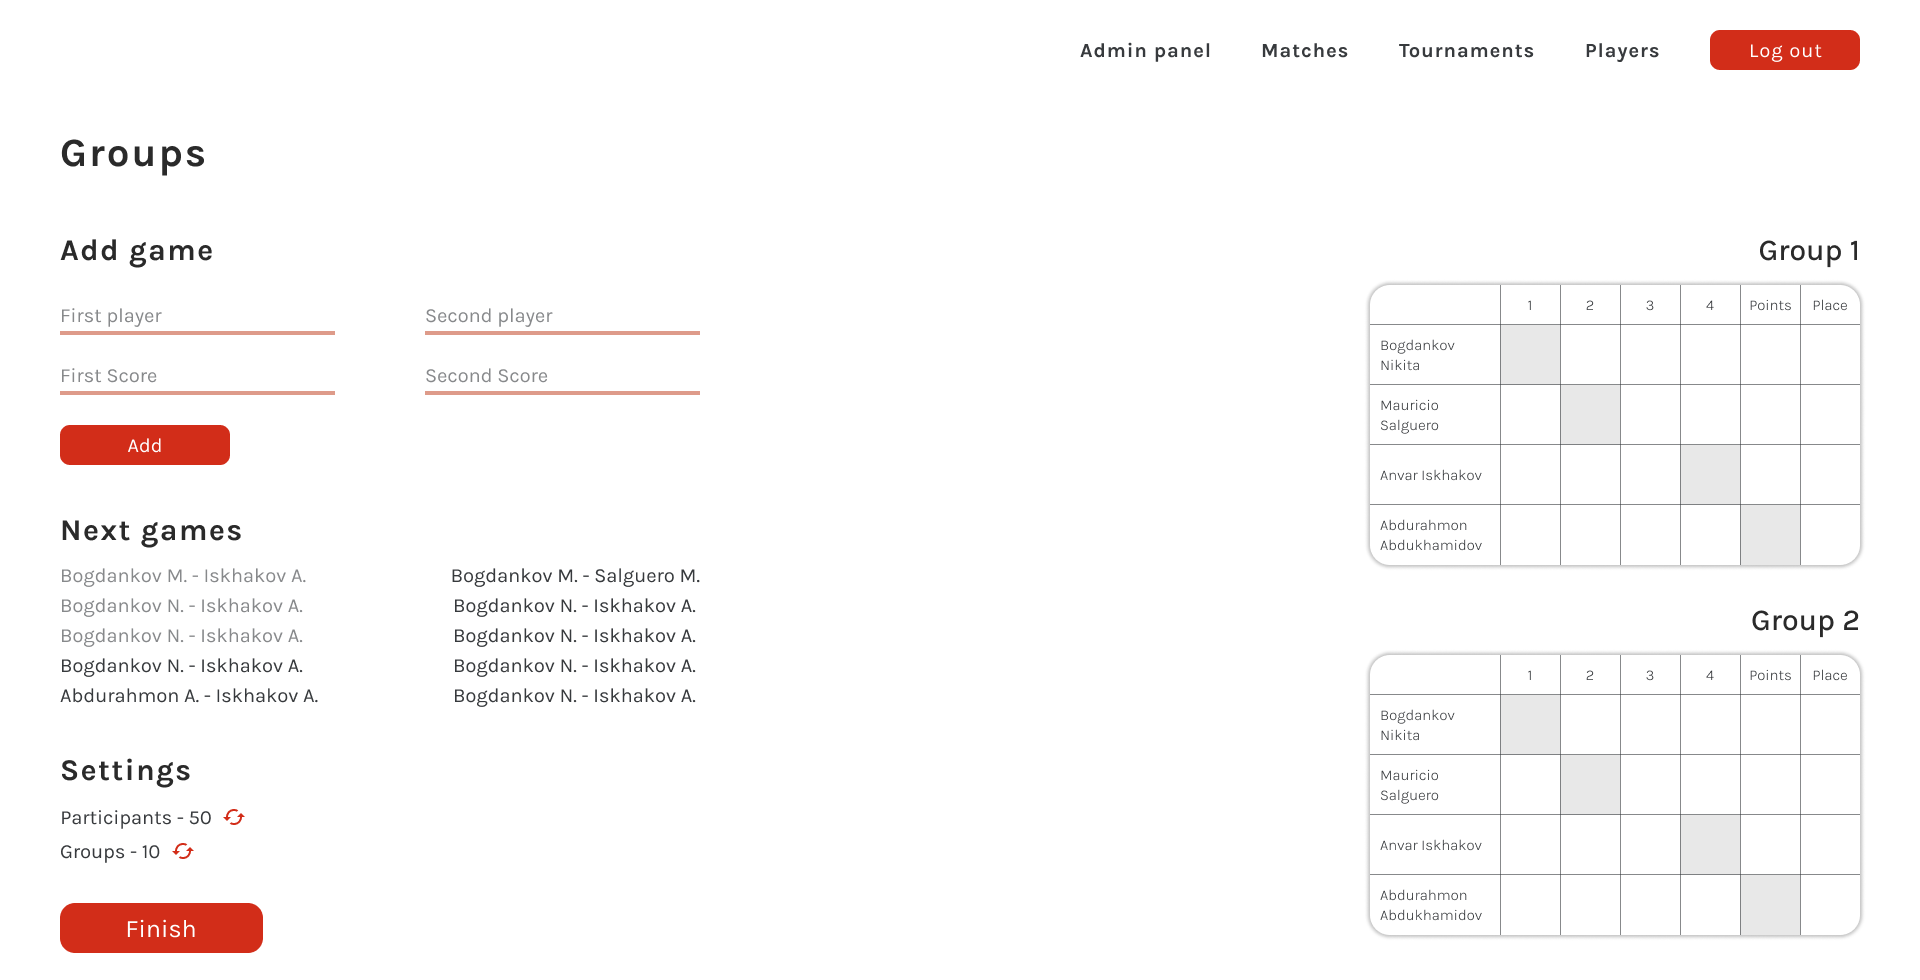 Admin panel Matches Tournaments Players Log out
Groups
Add game
First player Second player
First Score Second Score
Add
Next games
Bogdankov M. - Iskhakov A. Bogdankov M. - Salguero M.
Bogdankov N. - Iskhakov A. Bogdankov N. - Iskhakov A.
Bogdankov N. - Iskhakov A. Bogdankov N. - Iskhakov A.
Bogdankov N. - Iskhakov A. Bogdankov N. - Iskhakov A.
Abdurahmon A. - Iskhakov A. Bogdankov N. - Iskhakov A.
Settings
Participants - 50
Groups - 10
Finish
Group 1
1 2 3 4 Points Place
Bogdankov
Nikita
Mauricio
Salguero
Anvar Iskhakov
Abdurahmon
Abdukhamidov
Group 2
1 2 3 4 Points Place
Bogdankov
Nikita
Mauricio
Salguero
Anvar Iskhakov
Abdurahmon
Abdukhamidov